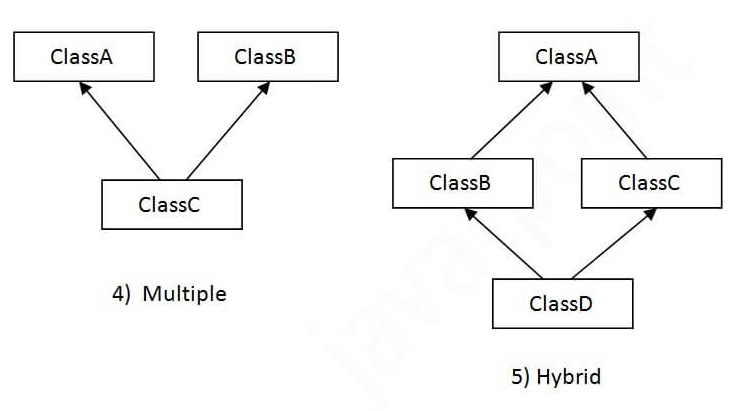 ClassA
ClassB
ClassC
4) Multiple
ClassA
ClassB
ClassC
ClassD
5) Hybrid